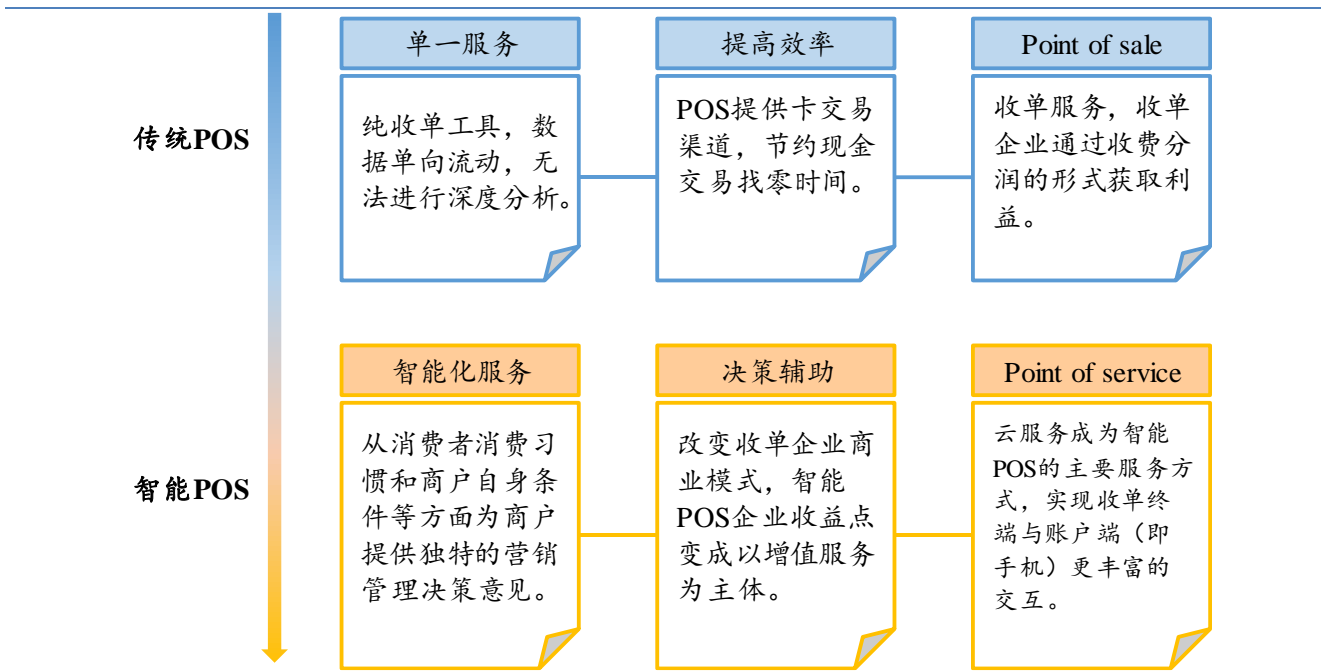 单一服务
提高效率
Point of sale
传统POS
纯收单工具，数
据单向流动，无
法进行深度分析。
POS提供卡交易
渠道，节约现金
交易找零时间。
收单服务，收单
企业通过收费分
润的形式获取利
益。
智能化服务
决策辅助
Point of service
智能POS
从消费者消费习
惯和商户自身条
件等方面为商户
提供独特的营销
管理决策意见。
改变收单企业商
业模式，智能
POS企业收益点
变成以增值服务
为主体。
云服务成为智能
POS的主要服务方
式，实现收单终
端与账户端（即
手机）更丰富的
交互。